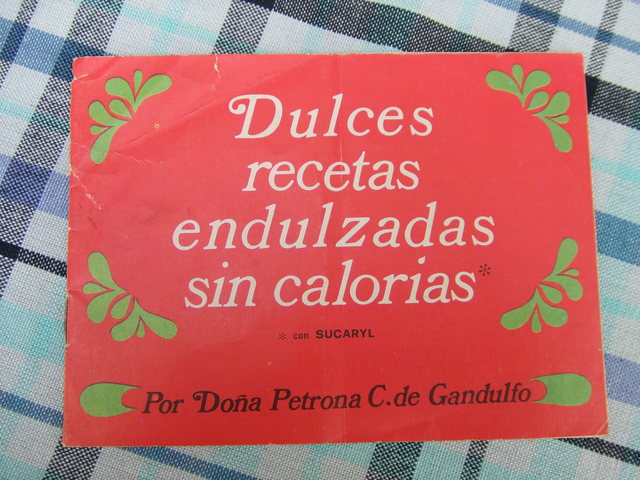 Dulces
recetas
endulzadas
sin calorias*
* con SUCARYL
Por Doña Petrona C. de Gandulfo